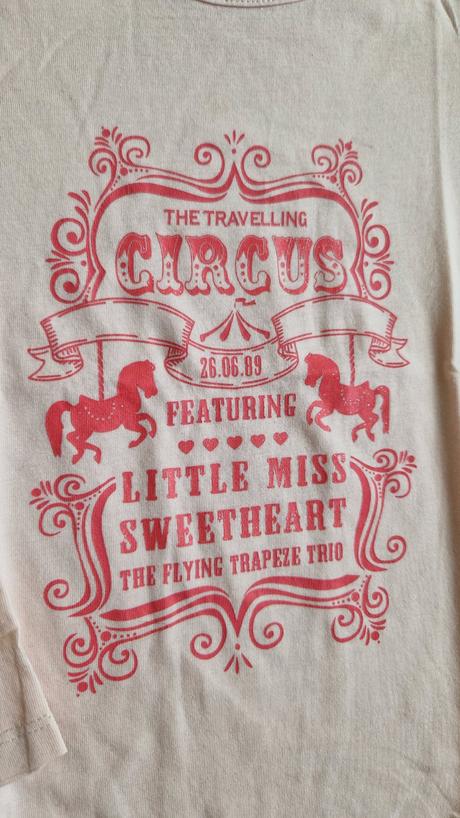 THE TRAVELLING
CIRCUS
26.06.89
FEATURING
LITTLE MISS
SWEETHEART
THE FLYING TRAPEZE TRIO